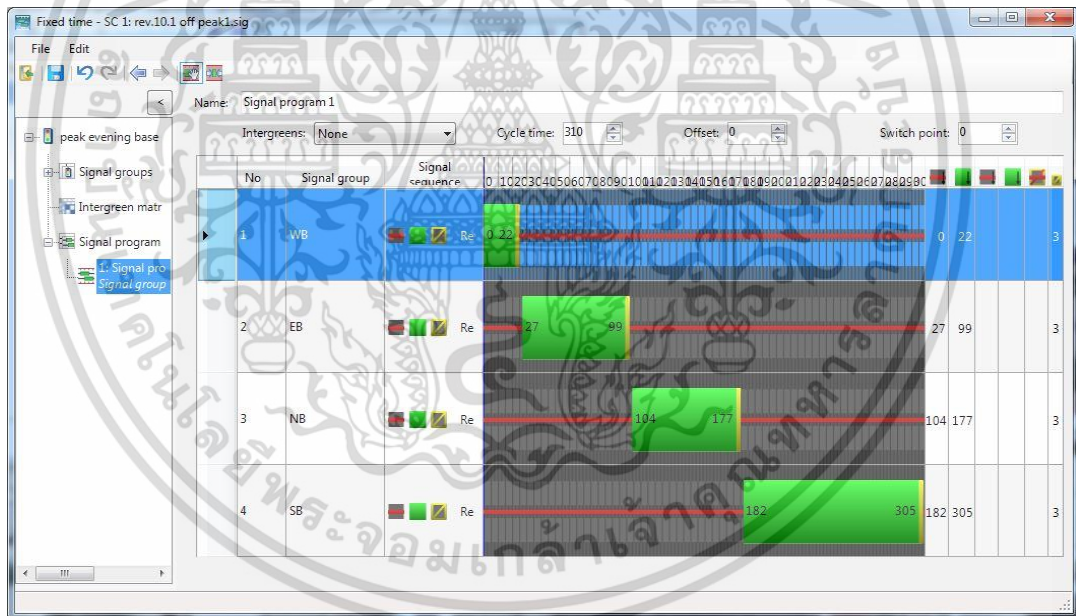 Fixed time - SC 1: rev.10.1 off peak1.sig
File Edit
Name: Signal program 1
Intergreens: None Cycle time: 310 Offset: 0 Switch point: 0
peak evening base
Signal groups
Intergreen matr
Signal program
1: Signal pro
Signal group
No Signal group Signal sequence
1 WB Re 0 22 0 22 3
2 EB Re 27 99 27 99 3
3 NB Re 104 177 104 177 3
4 SB Re 182 305 182 305 3